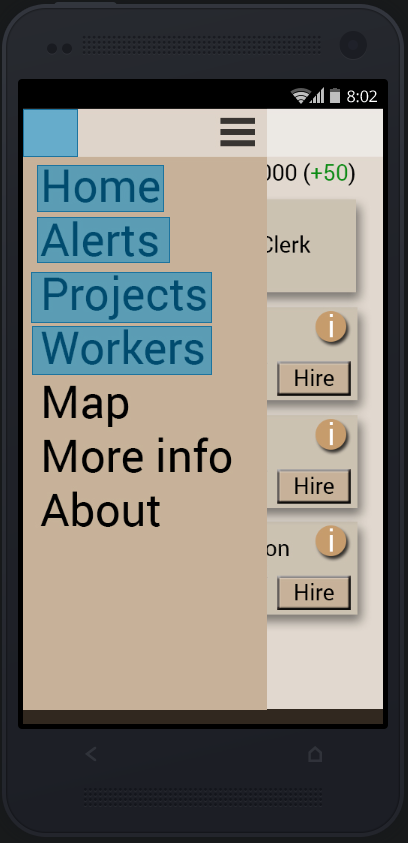 8:02
000 (+50)
Home
Clerk
Alerts
Projects
i
Workers
Hire
Map
i
More info
Hire
About
on
i
Hire